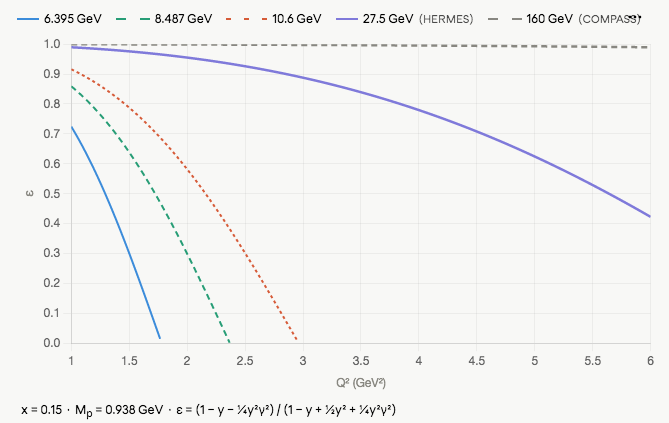 6.395 GeV 8.487 GeV 10.6 GeV 27.5 GeV (HERMES) 160 GeV (COMPASS)
1.0
0.9
0.8
0.7
0.6
ε
0.5
0.4
0.3
0.2
0.1
0.0
1 1.5 2 2.5 3 3.5 4 4.5 5 5.5 6
Q² (GeV²)
x = 0.15 · Mₚ = 0.938 GeV · ε = (1 − y − ¼y²γ²) / (1 − y + ½y² + ¼y²γ²)